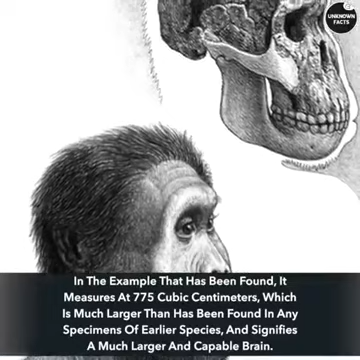 UNKNOWN
FACTS
In The Example That Has Been Found, It
Measures At 775 Cubic Centimeters, Which
Is Much Larger Than Has Been Found In Any
Specimens Of Earlier Species, And Signifies
A Much Larger And Capable Brain.